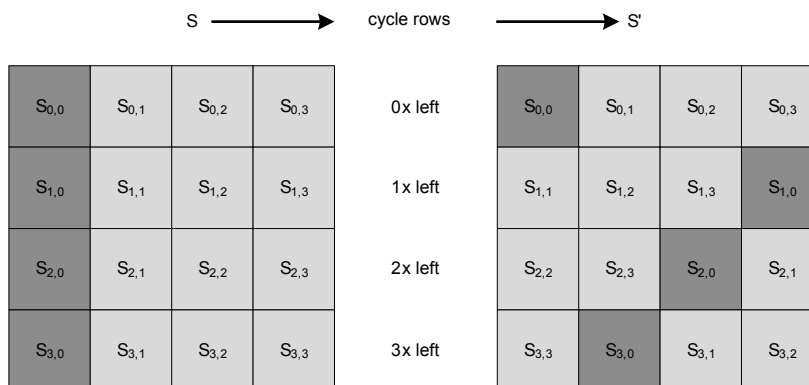 S cycle rows S'
S0,0 S0,1 S0,2 S0,3 0x left S0,0 S0,1 S0,2 S0,3
S1,0 S1,1 S1,2 S1,3 1x left S1,1 S1,2 S1,3 S1,0
S2,0 S2,1 S2,2 S2,3 2x left S2,2 S2,3 S2,0 S2,1
S3,0 S3,1 S3,2 S3,3 3x left S3,3 S3,0 S3,1 S3,2